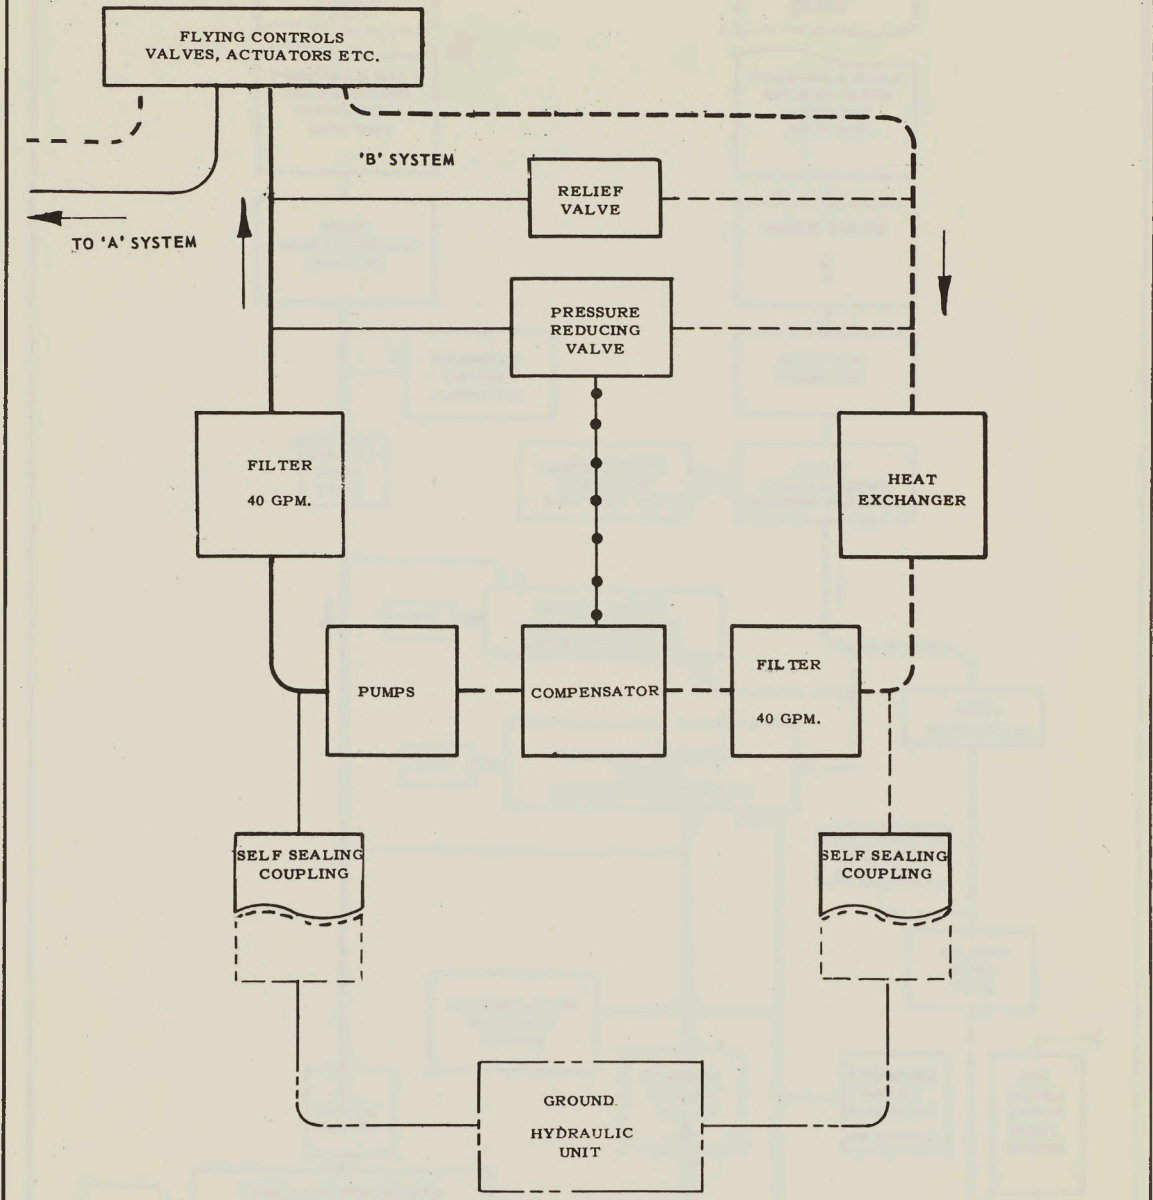 FLYING CONTROLS
VALVES, ACTUATORS ETC.
'B' SYSTEM
RELIEF
VALVE
TO 'A' SYSTEM
PRESSURE
REDUCING
VALVE
FILTER
40 GPM.
HEAT
EXCHANGER
PUMPS
COMPENSATOR
FILTER
40 GPM.
SELF SEALING
COUPLING
SELF SEALING
COUPLING
GROUND
HYDRAULIC
UNIT